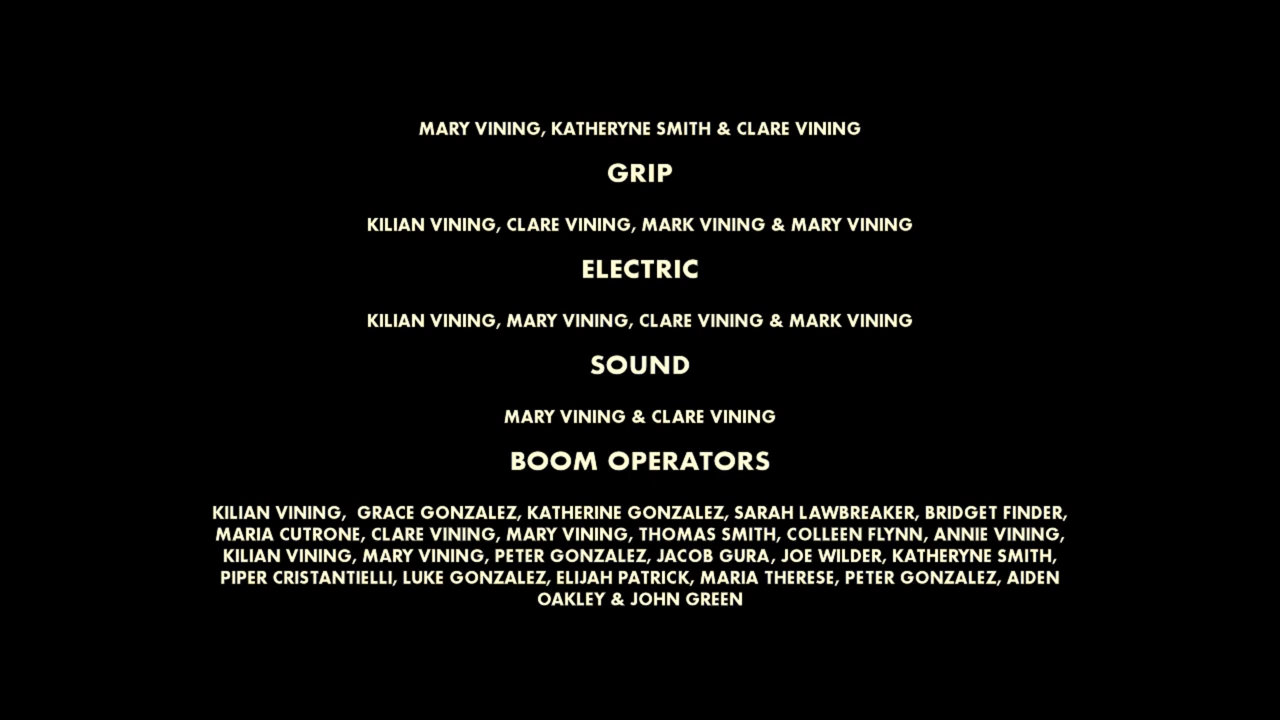 MARY VINING, KATHERYNE SMITH & CLARE VINING
GRIP
KILIAN VINING, CLARE VINING, MARK VINING & MARY VINING
ELECTRIC
KILIAN VINING, MARY VINING, CLARE VINING & MARK VINING
SOUND
MARY VINING & CLARE VINING
BOOM OPERATORS
KILIAN VINING,  GRACE GONZALEZ, KATHERINE GONZALEZ, SARAH LAWBREAKER, BRIDGET FINDER,
MARIA CUTRONE, CLARE VINING, MARY VINING, THOMAS SMITH, COLLEEN FLYNN, ANNIE VINING,
KILIAN VINING, MARY VINING, PETER GONZALEZ, JACOB GURA, JOE WILDER, KATHERYNE SMITH,
PIPER CRISTANTIELLI, LUKE GONZALEZ, ELIJAH PATRICK, MARIA THERESE, PETER GONZALEZ, AIDEN
OAKLEY & JOHN GREEN